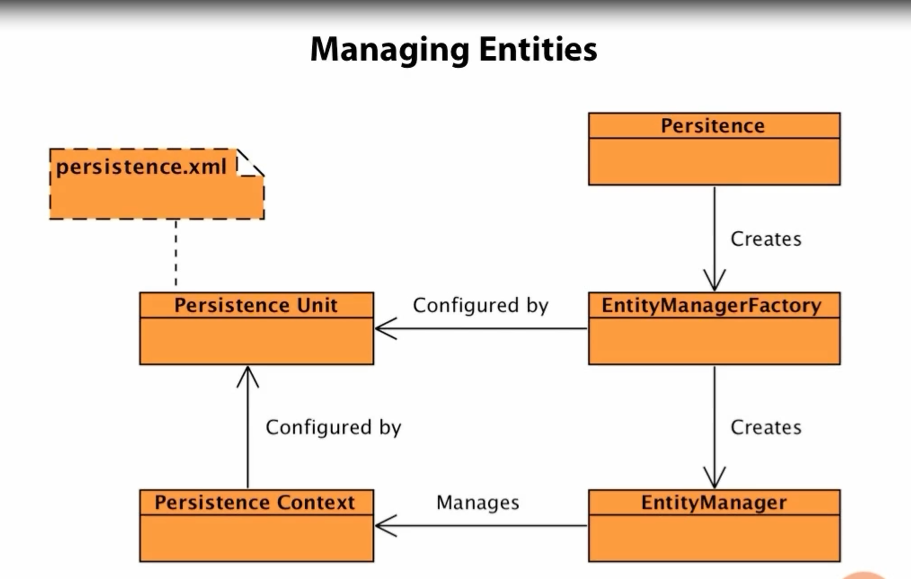 Managing Entities
Persitence
persistence.xml
Creates
Persistence Unit
Configured by
EntityManagerFactory
Configured by
Creates
Persistence Context
Manages
EntityManager